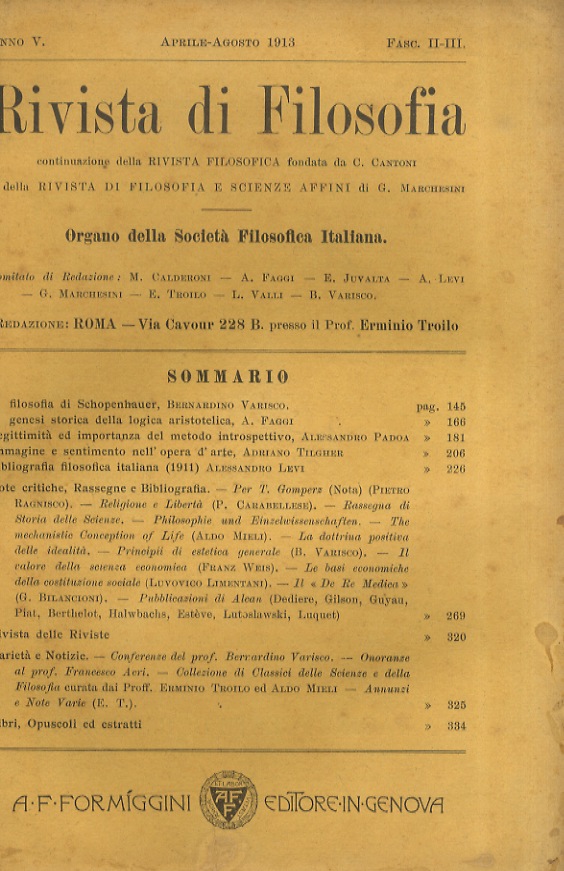 NNO V. APRILE-AGOSTO 1913 FASC. II-III.
Rivista di Filosofia
continuazione della RIVISTA FILOSOFICA fondata da C. CANTONI
della RIVISTA DI FILOSOFIA E SCIENZE AFFINI di G. MARCHESINI
Organo della Società Filosofica Italiana.
omitato di Redazione: M. CALDERONI — A. FAGGI — E. JUVALTA — A. LEVI
— G. MARCHESINI — E. TROILO — L. VALLI — B. VARISCO.
REDAZIONE: ROMA — Via Cavour 228 B. presso il Prof. Erminio Troilo
SOMMARIO
filosofia di Schopenhauer, BERNARDINO VARISCO. pag. 145
genesi storica della logica aristotelica, A. FAGGI » 166
egittimità ed importanza del metodo introspettivo, ALESSANDRO PADOA » 181
mmagine e sentimento nell'opera d'arte, ADRIANO TILGHER » 206
bliografia filosofica italiana (1911) ALESSANDRO LEVI » 226
ote critiche, Rassegne e Bibliografia. — Per T. Gomperz (Nota) (PIETRO
RAGNISCO). — Religione e Libertà (P. CARABELLESE). — Rassegna di
Storia delle Scienze. — Philosophie und Einzelwissenschaften. — The
mechanistic Conception of Life (ALDO MIELI). — La dottrina positiva
delle idealità. — Principii di estetica generale (B. VARISCO). — Il
valore della scienza economica (FRANZ WEIS). — Le basi economiche
della costituzione sociale (LUVOVICO LIMENTANI). — Il « De Re Medica »
(G. BILANCIONI). — Pubblicazioni di Alcan (Dediere, Gilson, Guyau,
Piat, Berthelot, Halwbachs, Estève, Lutoslawski, Luquet) » 269
ivista delle Riviste » 320
arietà e Notizie. — Conferenze del prof. Bernardino Varisco. — Onoranze
al prof. Francesco Acri. — Collezione di Classici delle Scienze e della
Filosofia curata dai Proff. ERMINIO TROILO ed ALDO MIELI — Annunzi
e Note Varie (E. T.). » 325
ibri, Opuscoli ed estratti » 334
A·F·FORMÍGGINI AFF EDITORE·IN·GENOVA